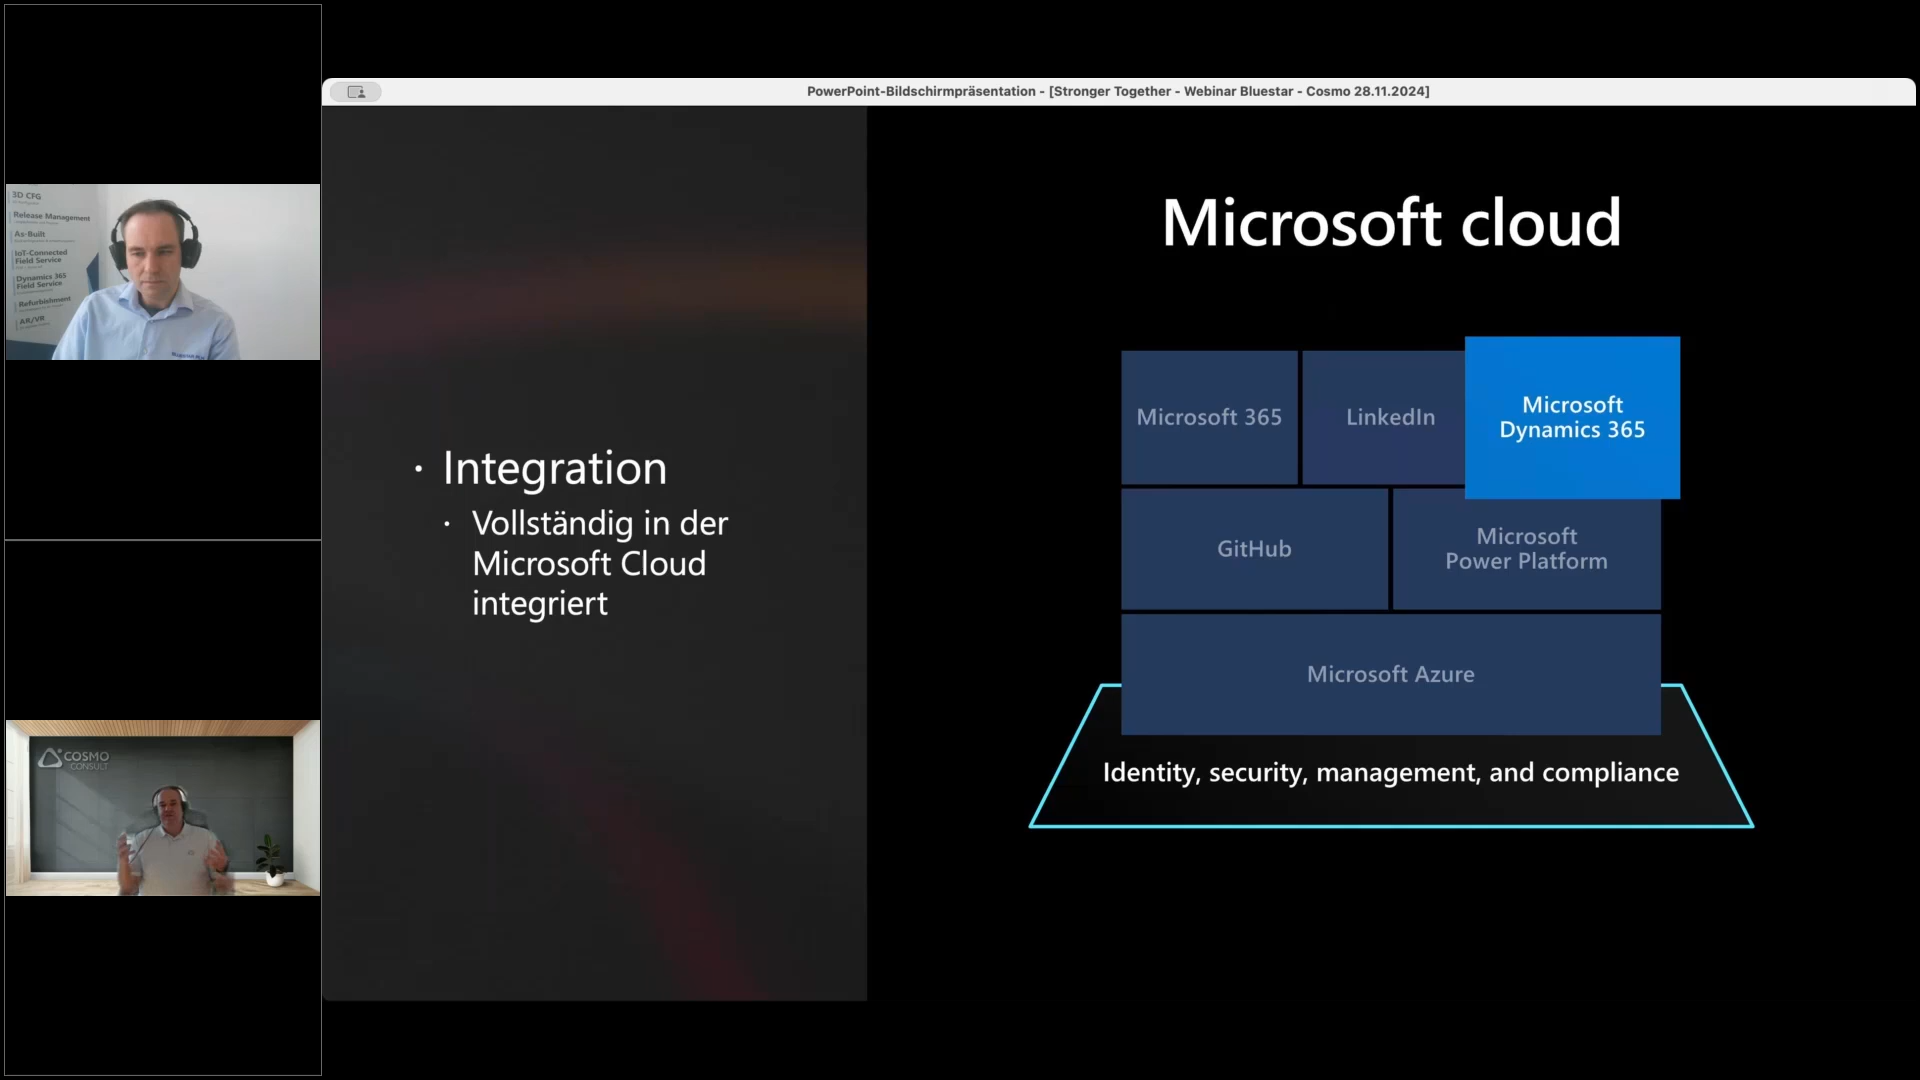 PowerPoint-Bildschirmpräsentation - [Stronger Together - Webinar Bluestar - Cosmo 28.11.2024]
3D CFG
Release Management
As-Built
IoT-Connected
Field Service
Dynamics 365
Field Service
Refurbishment
AR/VR
COSMO
CONSULT
• Integration
• Vollständig in der
Microsoft Cloud
integriert
Microsoft cloud
Microsoft 365
LinkedIn
Microsoft
Dynamics 365
GitHub
Microsoft
Power Platform
Microsoft Azure
Identity, security, management, and compliance